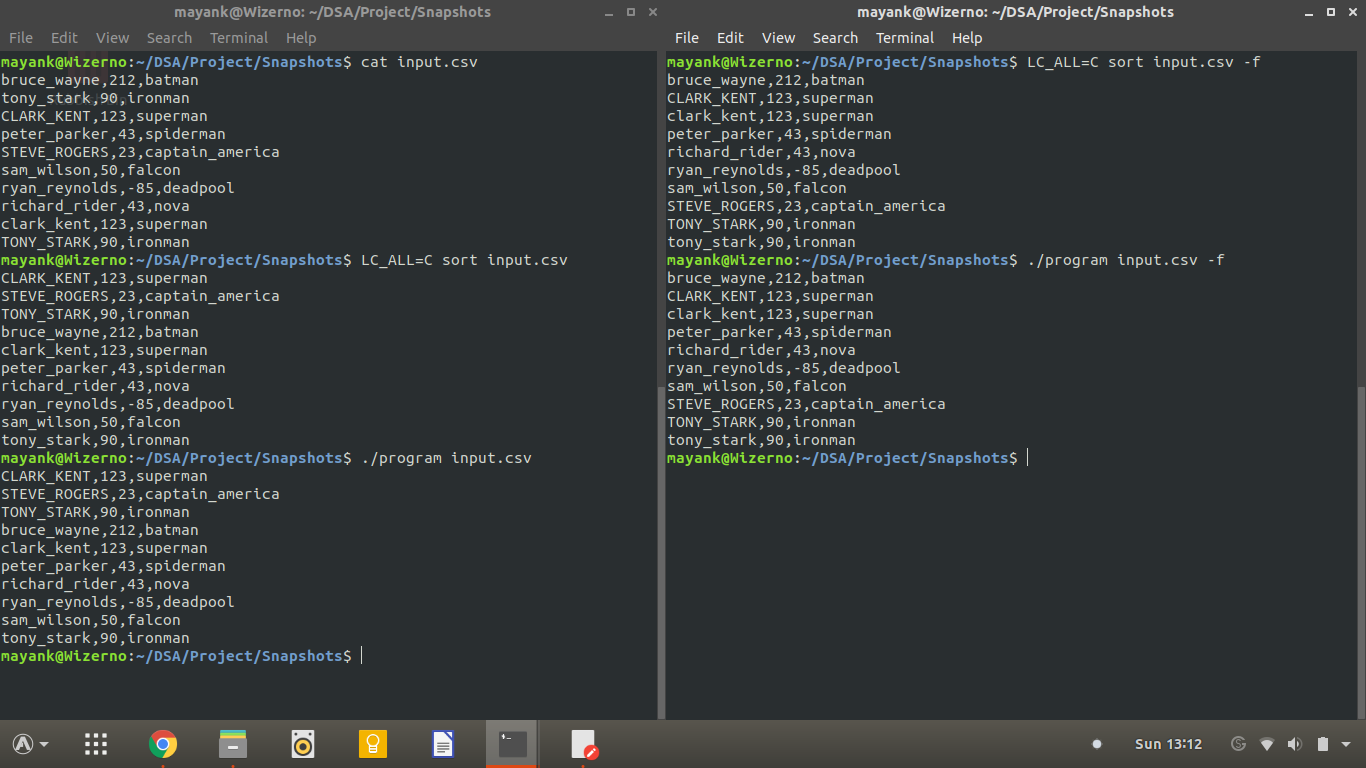 mayank@Wizerno: ~/DSA/Project/Snapshots
File Edit View Search Terminal Help
mayank@Wizerno:~/DSA/Project/Snapshots$ cat input.csv
bruce_wayne,212,batman
tony_stark,90,ironman
CLARK_KENT,123,superman
peter_parker,43,spiderman
STEVE_ROGERS,23,captain_america
sam_wilson,50,falcon
ryan_reynolds,-85,deadpool
richard_rider,43,nova
clark_kent,123,superman
TONY_STARK,90,ironman
mayank@Wizerno:~/DSA/Project/Snapshots$ LC_ALL=C sort input.csv
CLARK_KENT,123,superman
STEVE_ROGERS,23,captain_america
TONY_STARK,90,ironman
bruce_wayne,212,batman
clark_kent,123,superman
peter_parker,43,spiderman
richard_rider,43,nova
ryan_reynolds,-85,deadpool
sam_wilson,50,falcon
tony_stark,90,ironman
mayank@Wizerno:~/DSA/Project/Snapshots$ ./program input.csv
CLARK_KENT,123,superman
STEVE_ROGERS,23,captain_america
TONY_STARK,90,ironman
bruce_wayne,212,batman
clark_kent,123,superman
peter_parker,43,spiderman
richard_rider,43,nova
ryan_reynolds,-85,deadpool
sam_wilson,50,falcon
tony_stark,90,ironman
mayank@Wizerno:~/DSA/Project/Snapshots$
mayank@Wizerno: ~/DSA/Project/Snapshots
File Edit View Search Terminal Help
mayank@Wizerno:~/DSA/Project/Snapshots$ LC_ALL=C sort input.csv -f
bruce_wayne,212,batman
CLARK_KENT,123,superman
clark_kent,123,superman
peter_parker,43,spiderman
richard_rider,43,nova
ryan_reynolds,-85,deadpool
sam_wilson,50,falcon
STEVE_ROGERS,23,captain_america
TONY_STARK,90,ironman
tony_stark,90,ironman
mayank@Wizerno:~/DSA/Project/Snapshots$ ./program input.csv -f
bruce_wayne,212,batman
CLARK_KENT,123,superman
clark_kent,123,superman
peter_parker,43,spiderman
richard_rider,43,nova
ryan_reynolds,-85,deadpool
sam_wilson,50,falcon
STEVE_ROGERS,23,captain_america
TONY_STARK,90,ironman
tony_stark,90,ironman
mayank@Wizerno:~/DSA/Project/Snapshots$
Sun 13:12